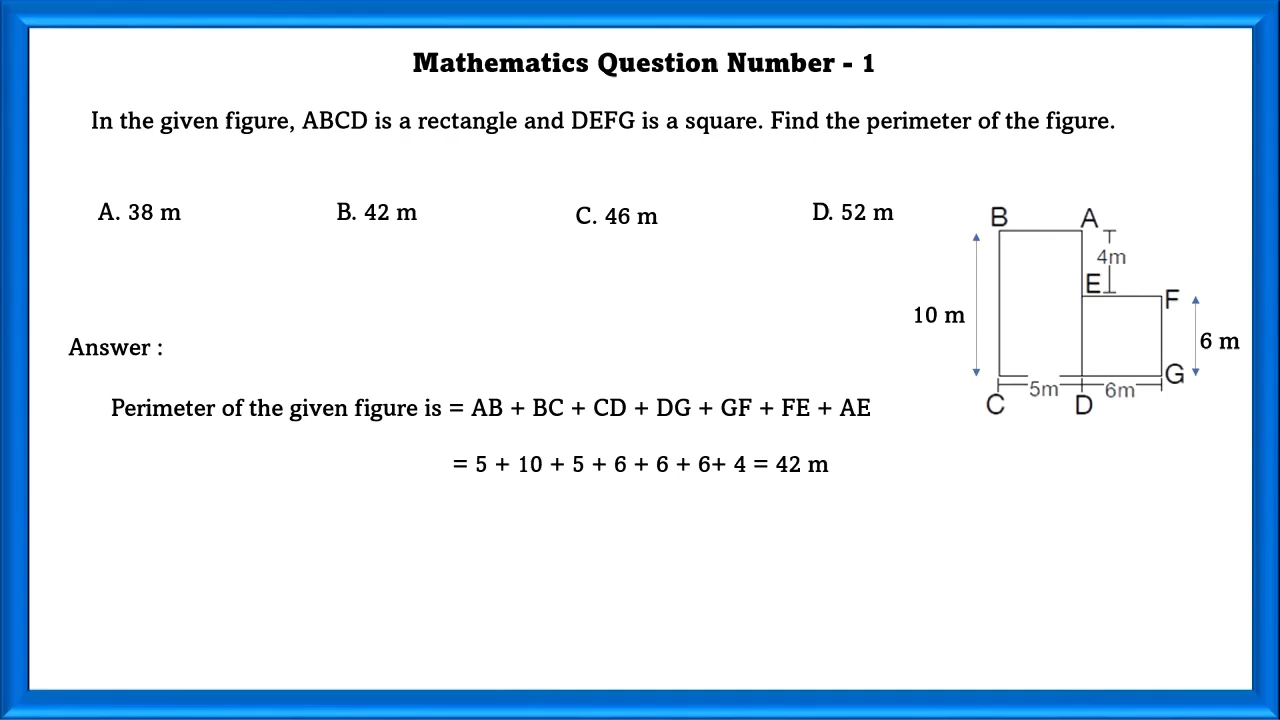 Mathematics Question Number - 1
In the given figure, ABCD is a rectangle and DEFG is a square. Find the perimeter of the figure.
A. 38 m
B. 42 m
C. 46 m
D. 52 m
B
A
4m
E
F
10 m
6 m
G
5m
6m
C
D
Answer :
Perimeter of the given figure is = AB + BC + CD + DG + GF + FE + AE
= 5 + 10 + 5 + 6 + 6 + 6+ 4 = 42 m